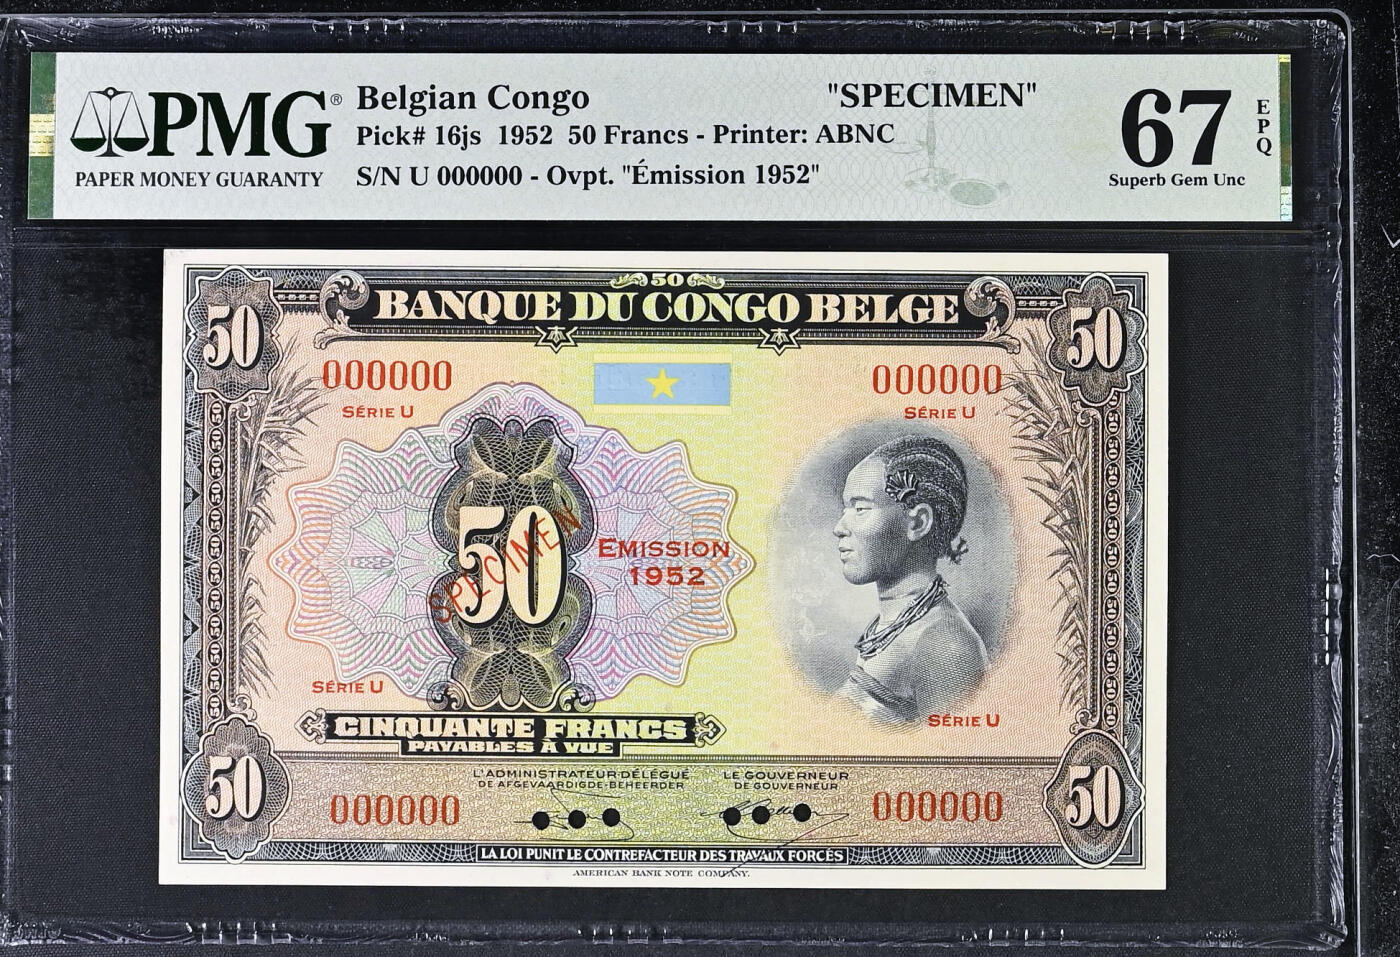 PMG®
PAPER MONEY GUARANTY
Belgian Congo
"SPECIMEN"
Pick# 16js 1952 50 Francs - Printer: ABNC
S/N U 000000 - Ovpt. "Émission 1952"
67
EPQ
Superb Gem Unc
50
BANQUE DU CONGO BELGE
50
50
000000
000000
SÉRIE U
SÉRIE U
50
SPECIMEN
EMISSION
1952
SÉRIE U
SÉRIE U
CINQUANTE FRANCS
PAYABLES À VUE
50
50
L'ADMINISTRATEUR-DÉLÉGUÉ
LE GOUVERNEUR
DE AFGEVAARDIGDE-BEHEERDER
DE GOUVERNEUR
000000
000000
LA LOI PUNIT LE CONTREFACTEUR DES TRAVAUX FORCÉS
AMERICAN BANK NOTE COMPANY.